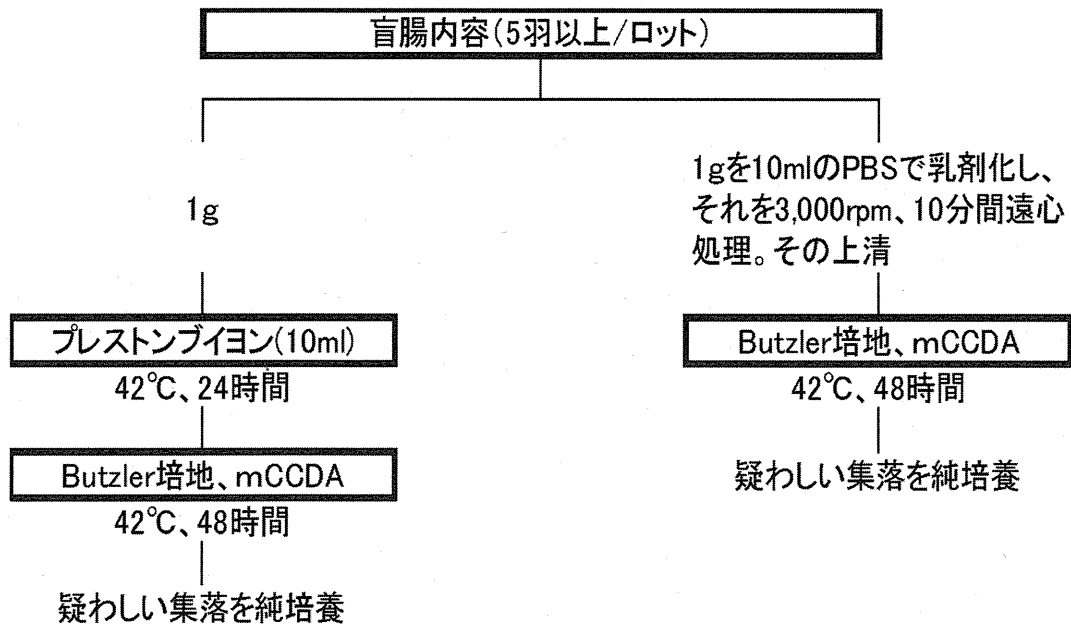 盲腸内容(5羽以上/ロット)
1g
プレストンブイヨン(10ml)
42℃、24時間
Butzler培地、mCCDA
42℃、48時間
疑わしい集落を純培養
1gを10mlのPBSで乳剤化し、
それを3,000rpm、10分間遠心
処理。その上清
Butzler培地、mCCDA
42℃、48時間
疑わしい集落を純培養